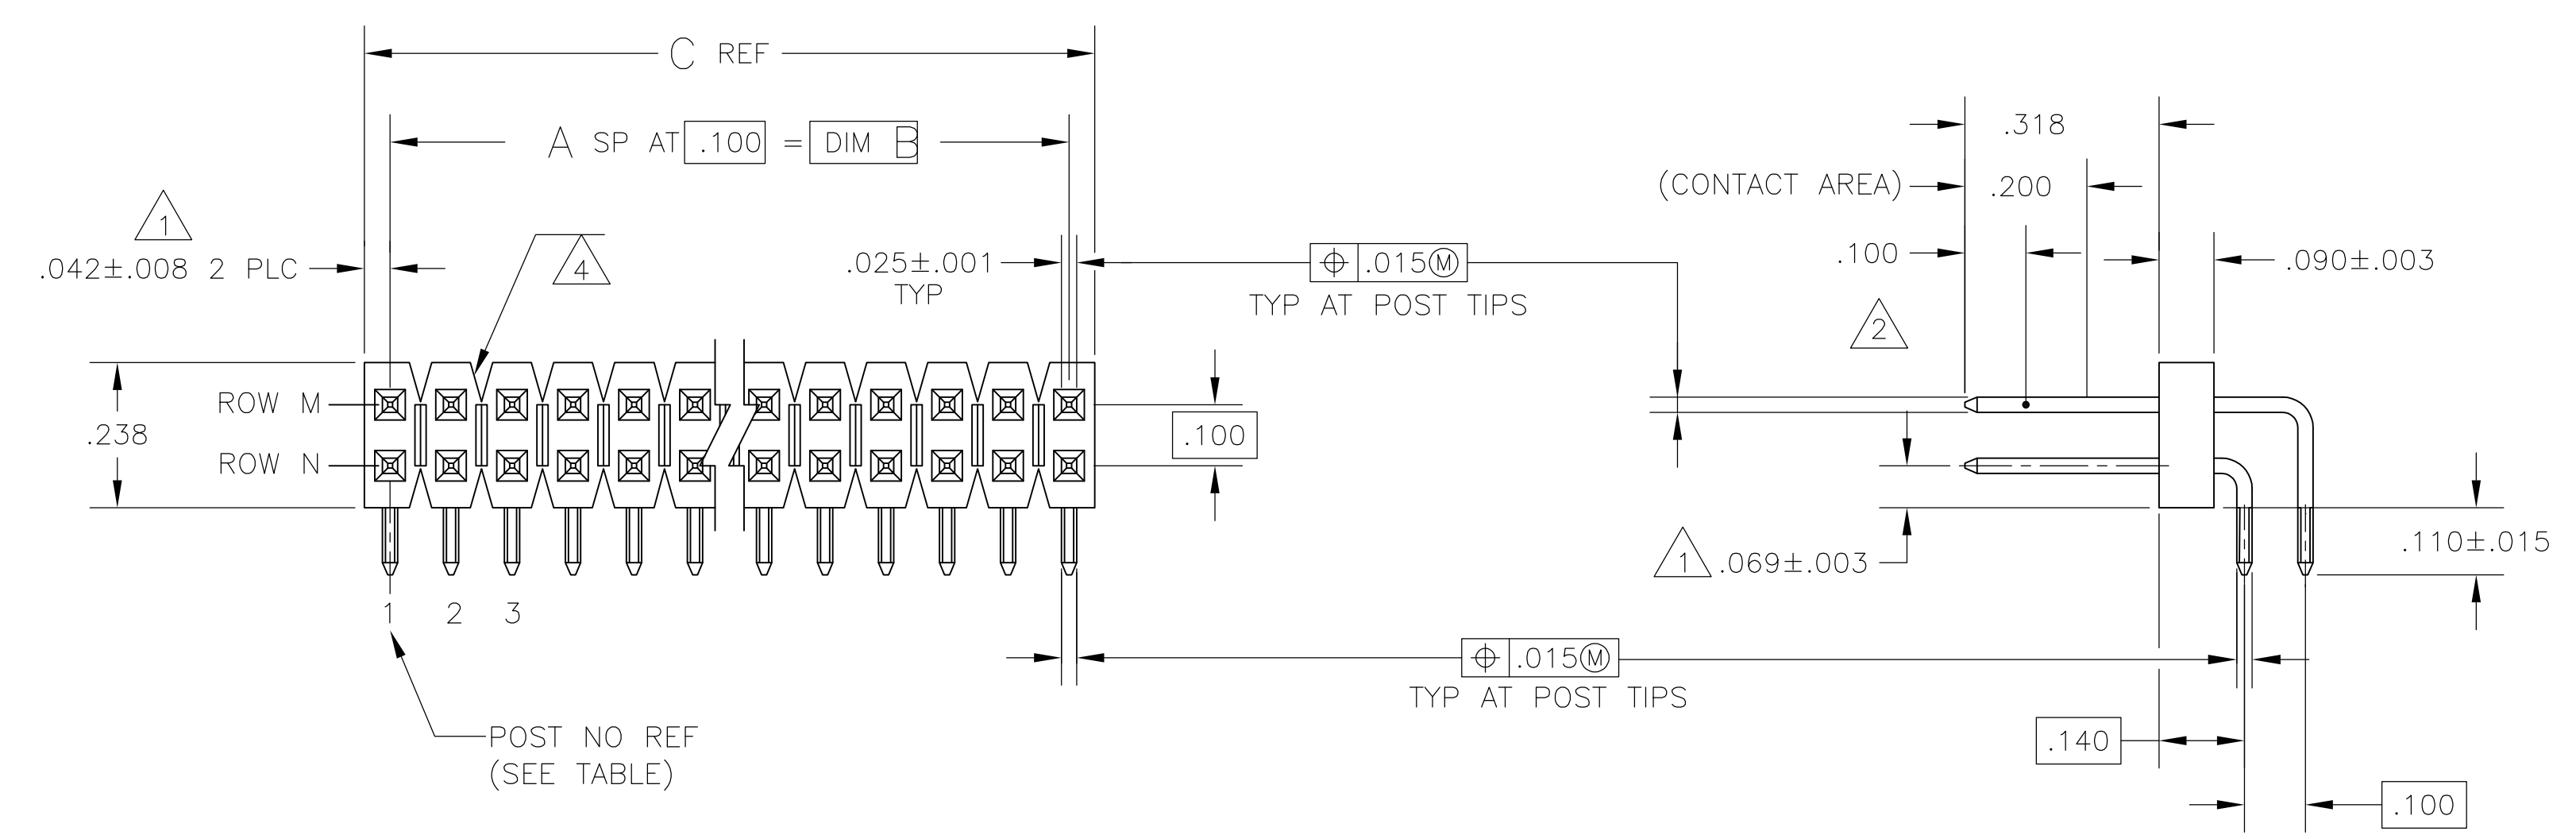 C REF
A SP AT .100 = DIM B
1
.042±.008 2 PLC
4
.025±.001
TYP
⌖ .015Ⓜ
TYP AT POST TIPS
ROW M
ROW N
.238
.100
1 2 3
POST NO REF
(SEE TABLE)
⌖ .015Ⓜ
TYP AT POST TIPS
.318
(CONTACT AREA) .200
.100
.090±.003
2
1 .069±.003
.110±.015
.140
.100